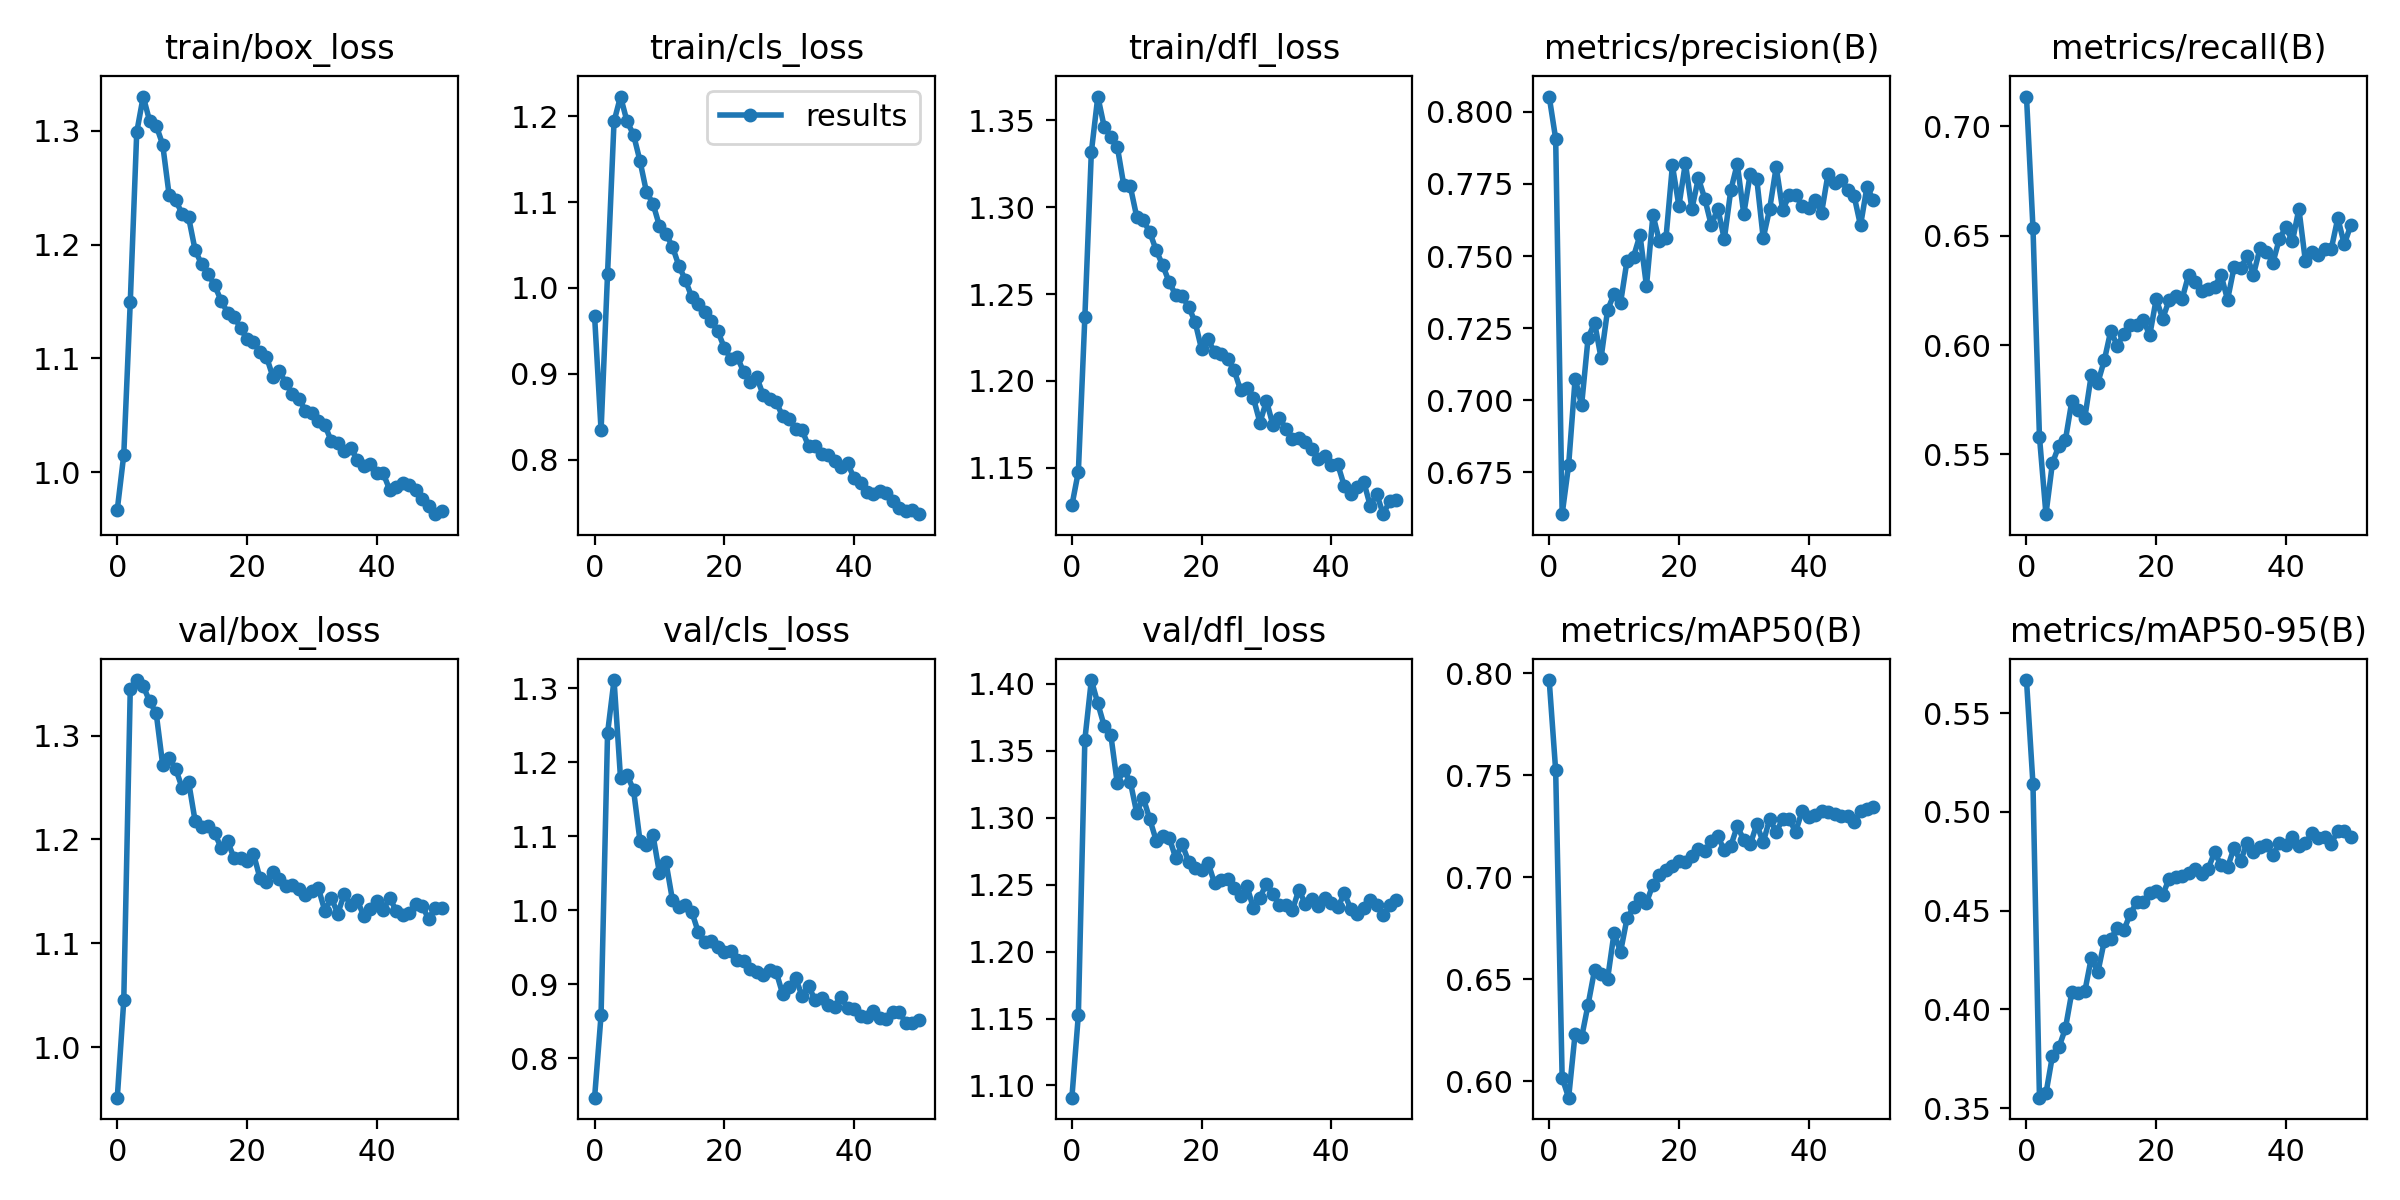 train/box_loss
train/cls_loss
train/dfl_loss
metrics/precision(B)
metrics/recall(B)
1.3
1.2
1.1
1.0
0 20 40
results
1.2
1.1
1.0
0.9
0.8
0 20 40
1.35
1.30
1.25
1.20
1.15
0 20 40
0.800
0.775
0.750
0.725
0.700
0.675
0 20 40
0.70
0.65
0.60
0.55
0 20 40
val/box_loss
val/cls_loss
val/dfl_loss
metrics/mAP50(B)
metrics/mAP50-95(B)
1.3
1.2
1.1
1.0
0 20 40
1.3
1.2
1.1
1.0
0.9
0.8
0 20 40
1.40
1.35
1.30
1.25
1.20
1.15
1.10
0 20 40
0.80
0.75
0.70
0.65
0.60
0 20 40
0.55
0.50
0.45
0.40
0.35
0 20 40